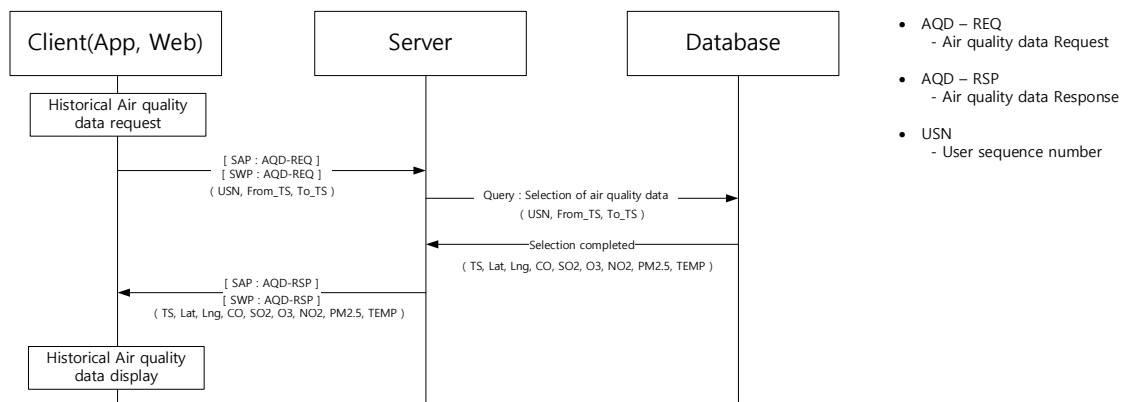 Client(App, Web)
Server
Database
Historical Air quality
data request
[ SAP : AQD-REQ ]
[ SWP : AQD-REQ ]
( USN, From_TS, To_TS )
Query : Selection of air quality data
( USN, From_TS, To_TS )
Selection completed
( TS, Lat, Lng, CO, SO2, O3, NO2, PM2.5, TEMP )
[ SAP : AQD-RSP ]
[ SWP : AQD-RSP ]
( TS, Lat, Lng, CO, SO2, O3, NO2, PM2.5, TEMP )
Historical Air quality
data display
• AQD – REQ
- Air quality data Request
• AQD – RSP
- Air quality data Response
• USN
- User sequence number